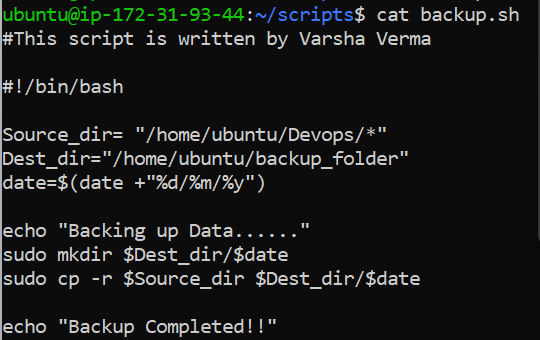 ubuntu@ip-172-31-93-44:~/scripts$ cat backup.sh
#This script is written by Varsha Verma
#!/bin/bash
Source_dir= "/home/ubuntu/Devops/*"
Dest_dir="/home/ubuntu/backup_folder"
date=$(date +"%d/%m/%y")
echo "Backing up Data......"
sudo mkdir $Dest_dir/$date
sudo cp -r $Source_dir $Dest_dir/$date
echo "Backup Completed!!"